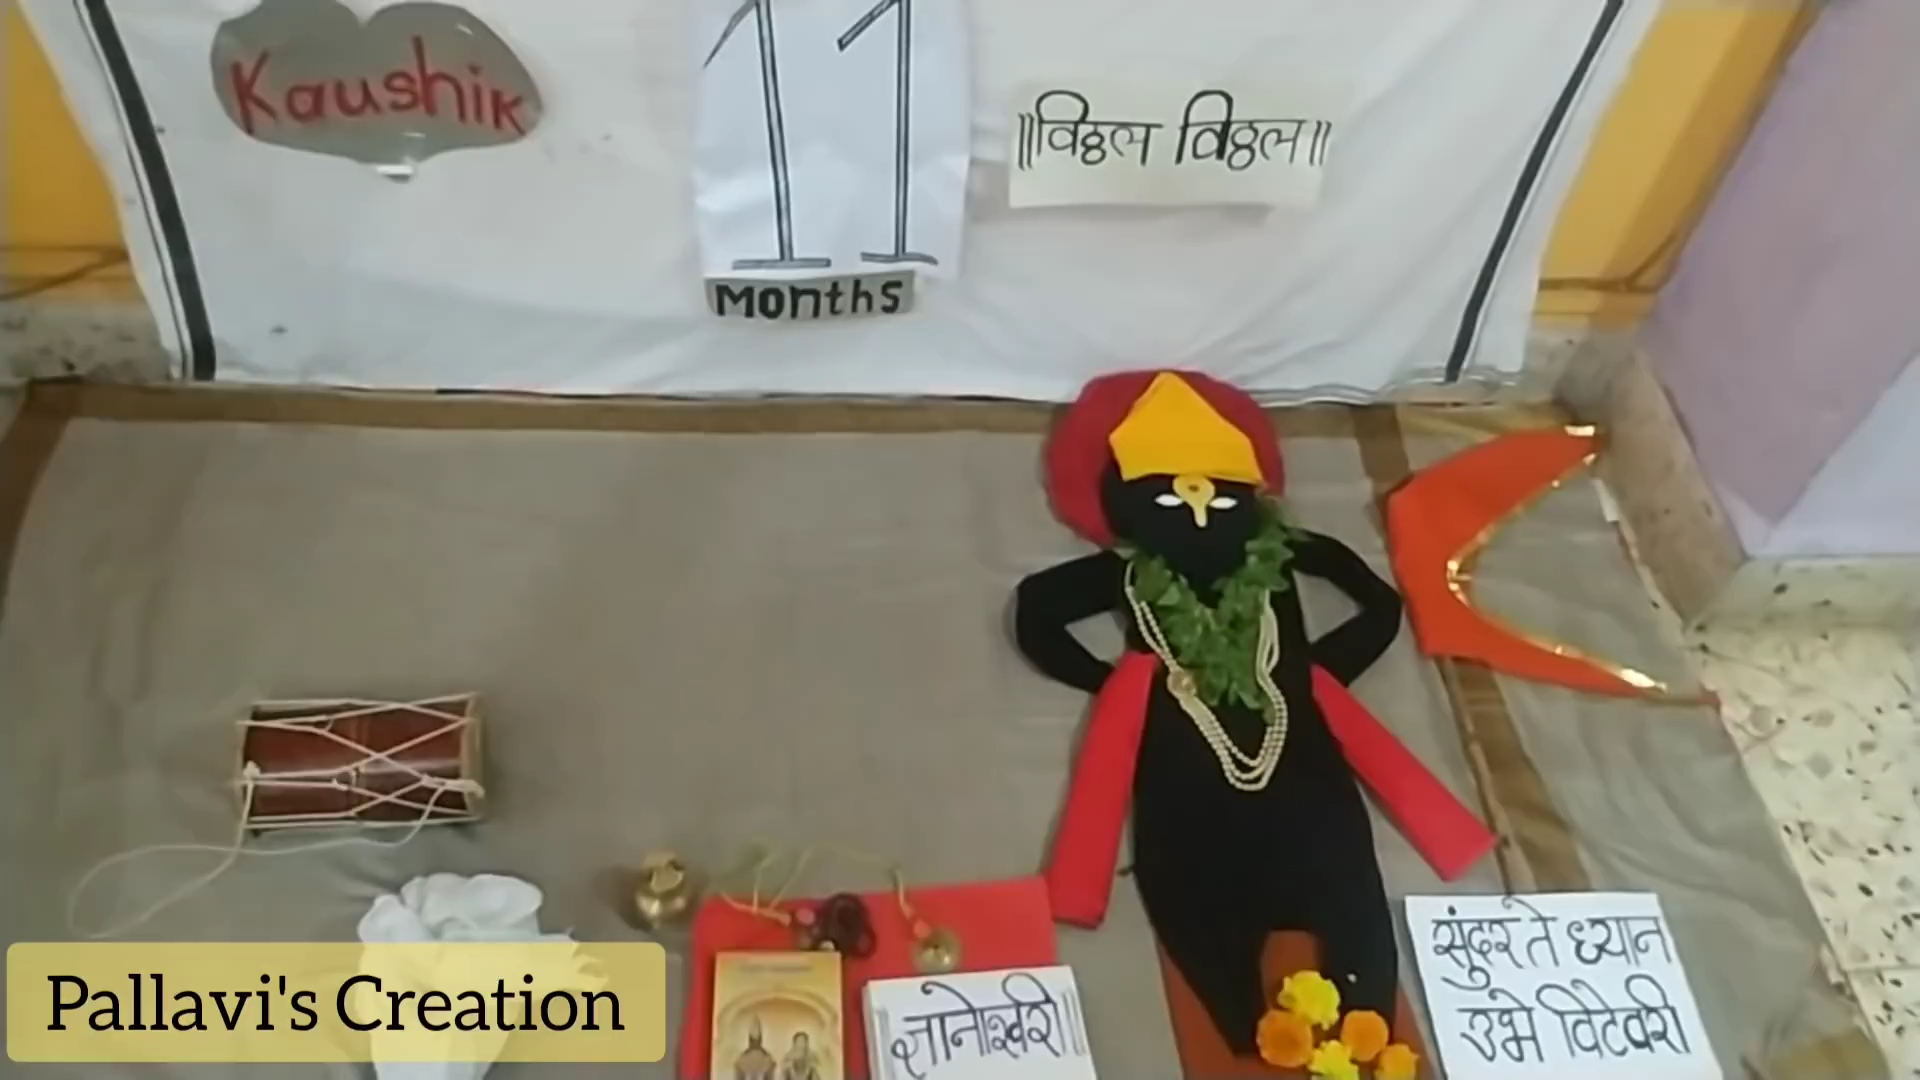 Kaushik
11
Months
॥विठ्ठल विठ्ठल॥
॥ज्ञानेश्वरी॥
सुंदर ते ध्यान
उभे विटेवरी
Pallavi's Creation